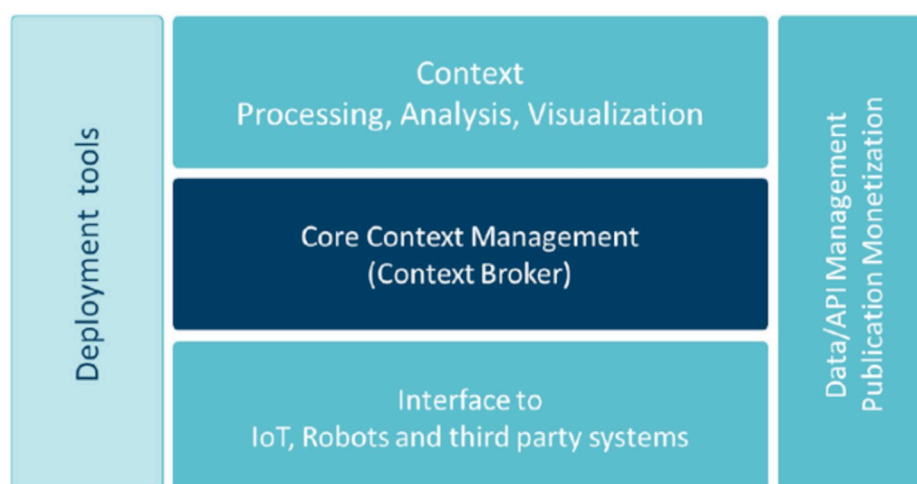 Deployment tools
Context
Processing, Analysis, Visualization
Core Context Management
(Context Broker)
Interface to
IoT, Robots and third party systems
Data/API Management
Publication Monetization